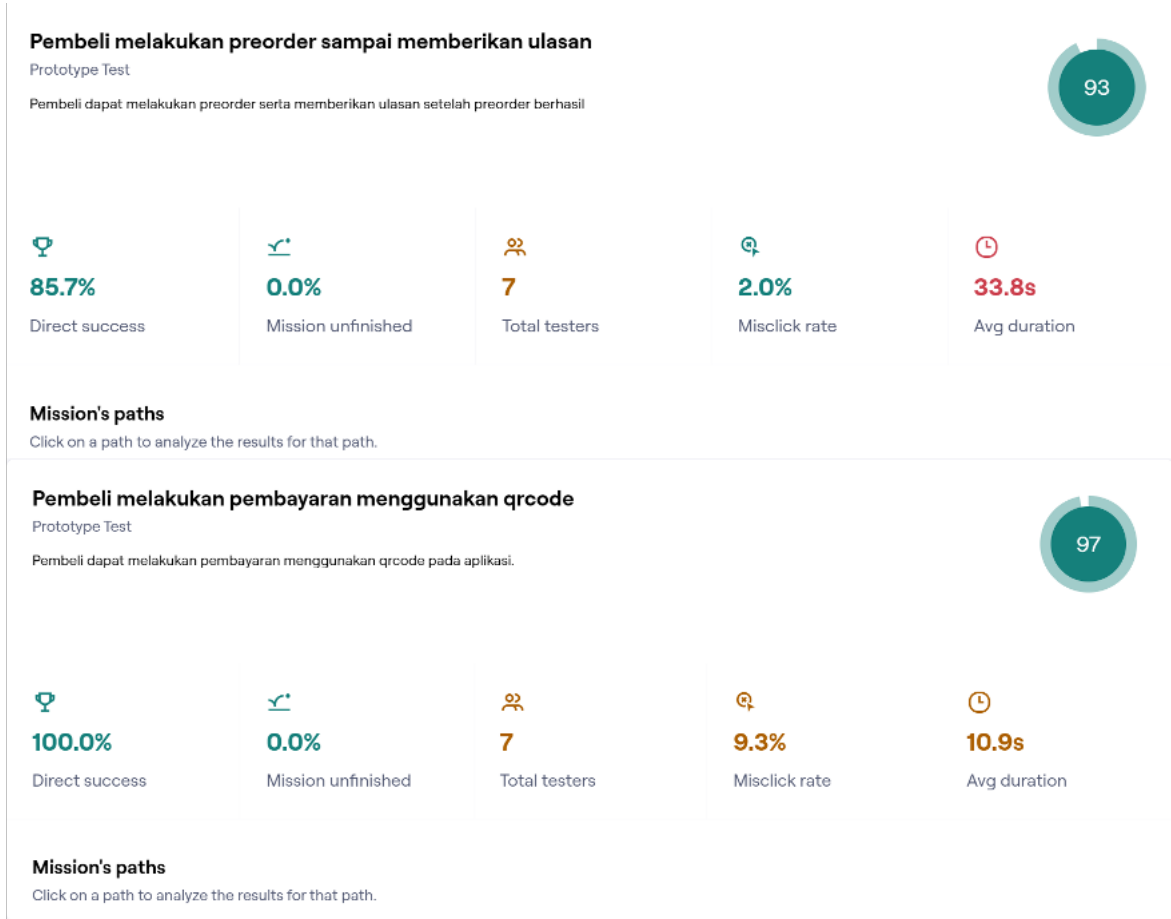 Pembeli melakukan preorder sampai memberikan ulasan
Prototype Test
Pembeli dapat melakukan preorder serta memberikan ulasan setelah preorder berhasil
93
85.7%
Direct success
0.0%
Mission unfinished
7
Total testers
2.0%
Misclick rate
33.8s
Avg duration
Mission's paths
Click on a path to analyze the results for that path.
Pembeli melakukan pembayaran menggunakan qrcode
Prototype Test
Pembeli dapat melakukan pembayaran menggunakan qrcode pada aplikasi.
97
100.0%
Direct success
0.0%
Mission unfinished
7
Total testers
9.3%
Misclick rate
10.9s
Avg duration
Mission's paths
Click on a path to analyze the results for that path.